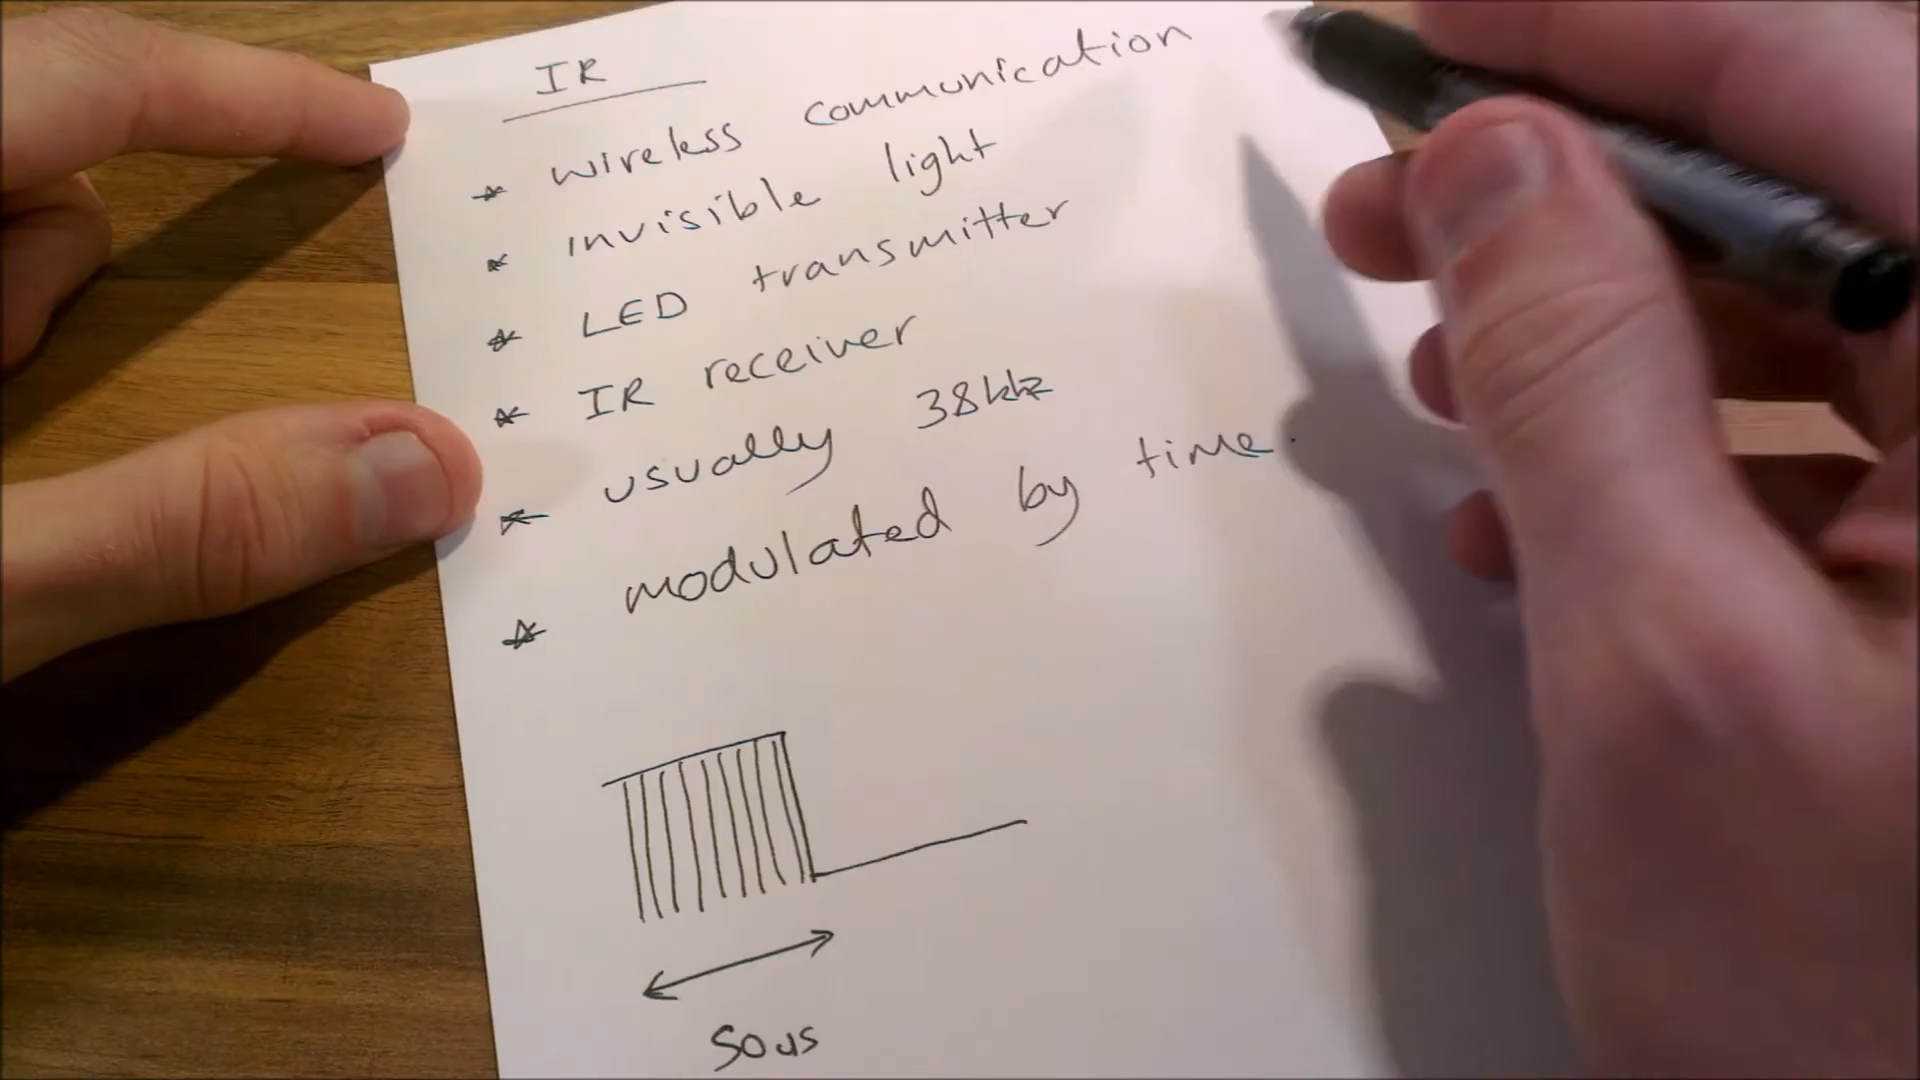 IR
* wireless communication
* invisible light
* LED transmitter
* IR receiver
* usually 38khz
* modulated by time.
50us